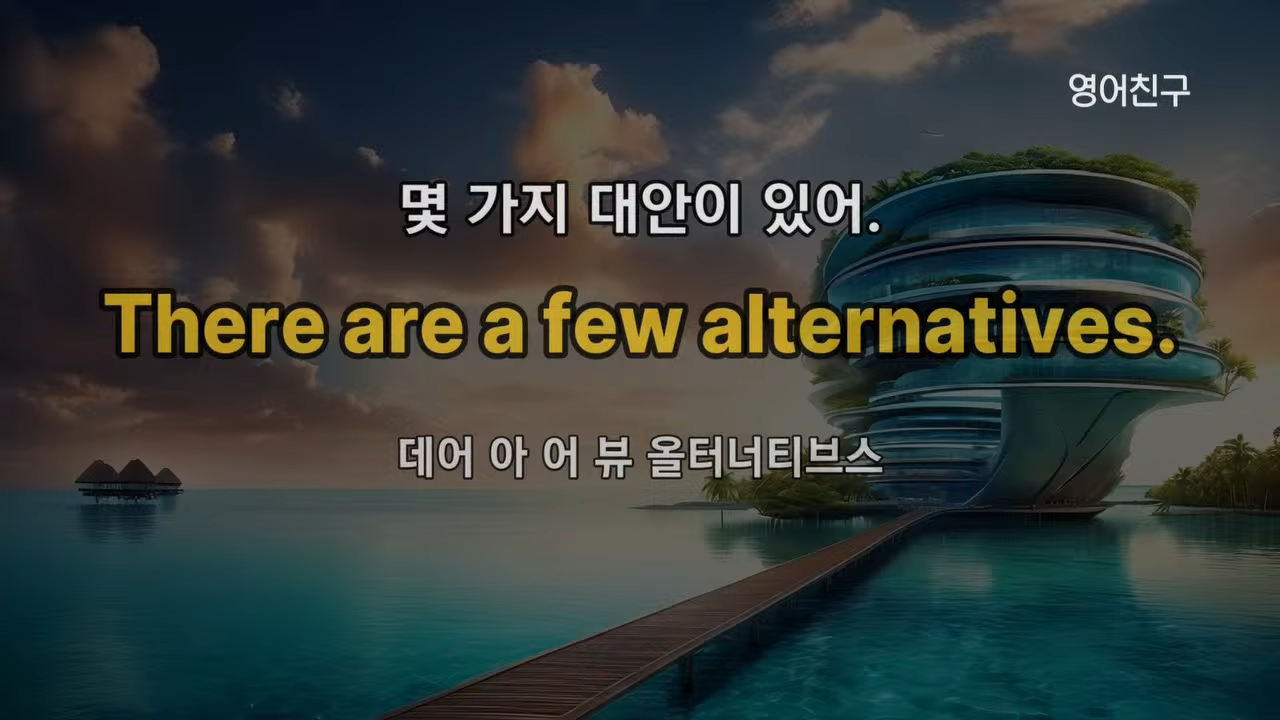 영어친구
몇 가지 대안이 있어.
There are a few alternatives.
데어 아 어 뷰 올터너티브스